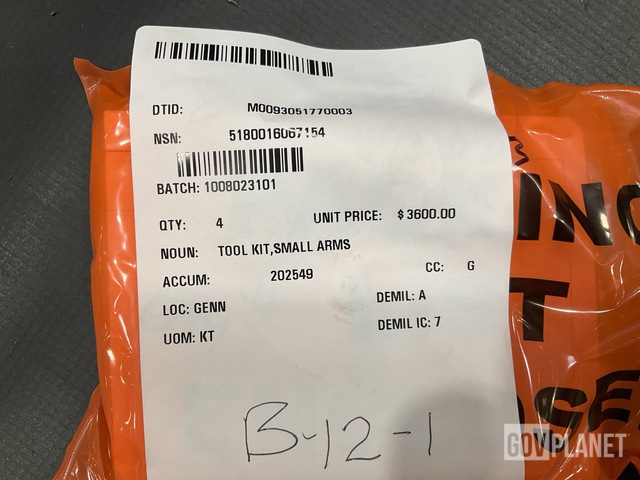 DTID: M0093051770003
NSN: 5180016067154
BATCH: 1008023101
QTY: 4 UNIT PRICE: $3600.00
NOUN: TOOL KIT,SMALL ARMS
ACCUM: 202549 CC: G
LOC: GENN DEMIL: A
UOM: KT DEMIL IC: 7
B-12-1
GOVPLANET